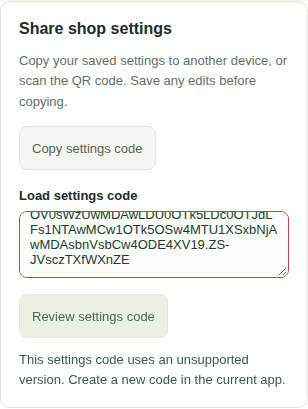 Share shop settings
Copy your saved settings to another device, or
scan the QR code. Save any edits before
copying.
Copy settings code
Load settings code
Fs1NTAwMCw1OTk5OSw4MTU1XSxbNjA
wMDAsbnVsbCw4ODE4XV19.ZS-
JVsczTXfWXnZE
Review settings code
This settings code uses an unsupported
version. Create a new code in the current app.